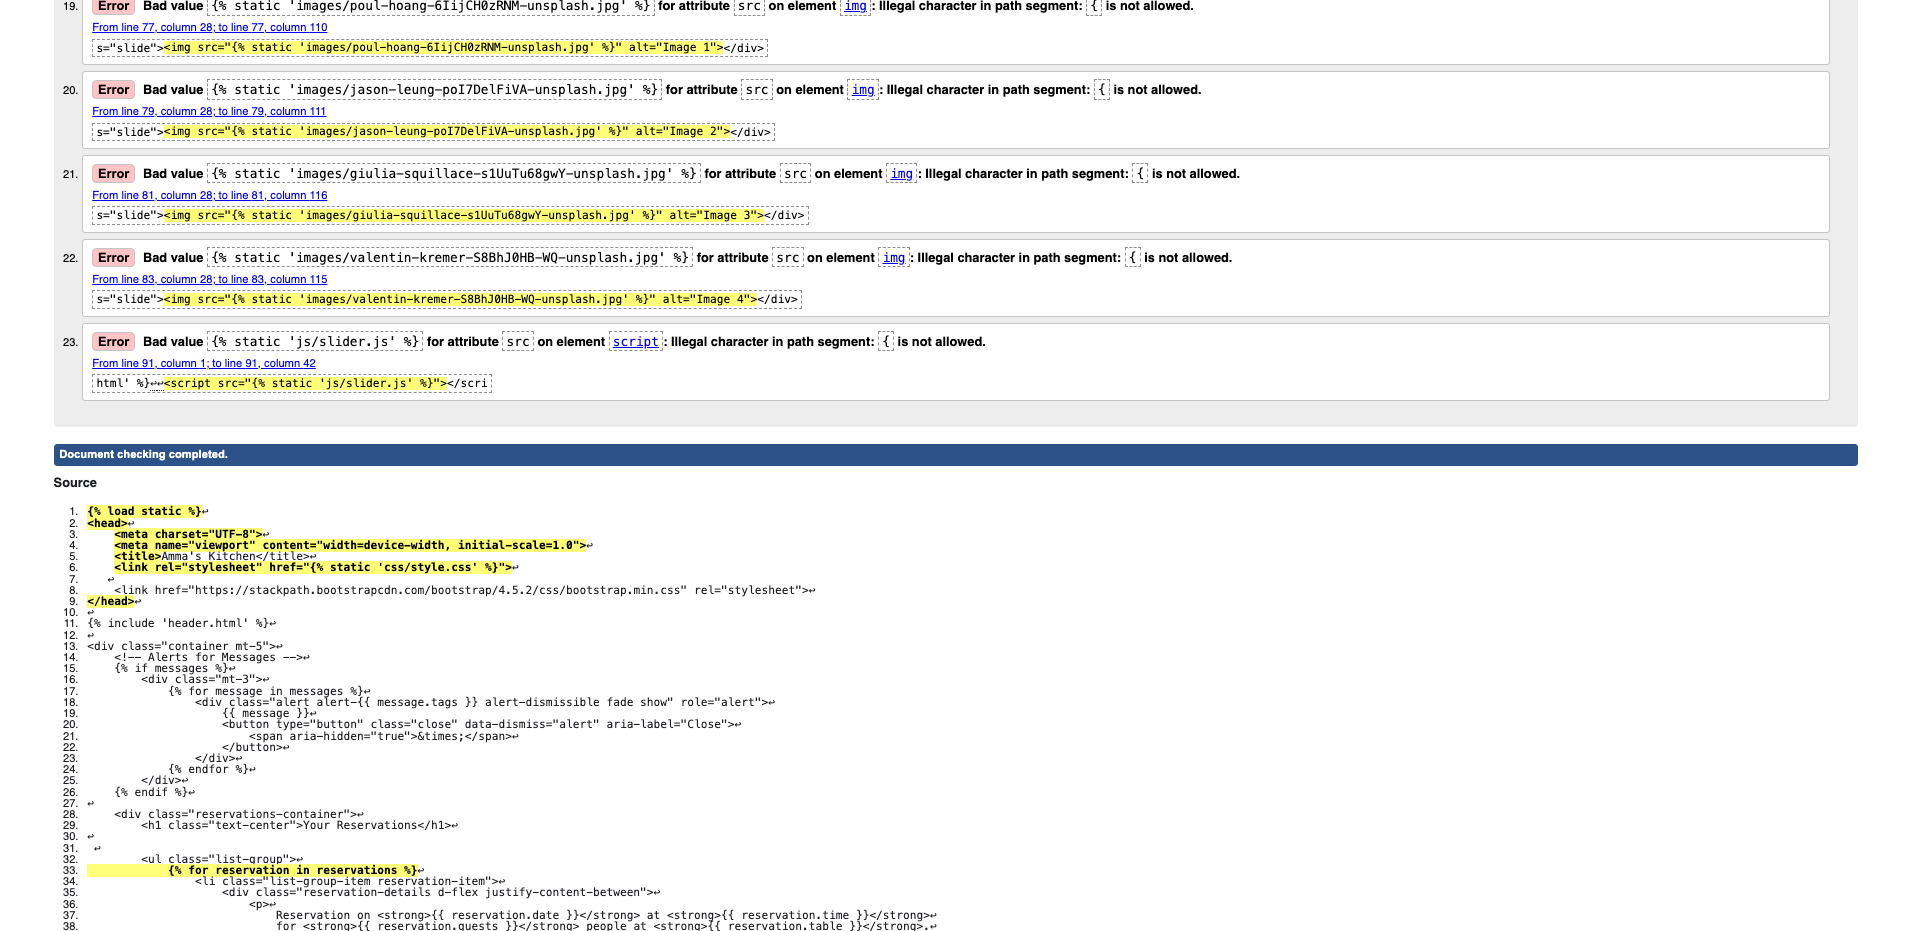 19. Error Bad value {% static 'images/poul-hoang-6IijCH0zRNM-unsplash.jpg' %} for attribute src on element img: Illegal character in path segment: { is not allowed.
From line 77, column 28; to line 77, column 110
s="slide"><img src="{% static 'images/poul-hoang-6IijCH0zRNM-unsplash.jpg' %}" alt="Image 1"></div>
20. Error Bad value {% static 'images/jason-leung-poI7DelFiVA-unsplash.jpg' %} for attribute src on element img: Illegal character in path segment: { is not allowed.
From line 79, column 28; to line 79, column 111
s="slide"><img src="{% static 'images/jason-leung-poI7DelFiVA-unsplash.jpg' %}" alt="Image 2"></div>
21. Error Bad value {% static 'images/giulia-squillace-s1UuTu68gwY-unsplash.jpg' %} for attribute src on element img: Illegal character in path segment: { is not allowed.
From line 81, column 28; to line 81, column 116
s="slide"><img src="{% static 'images/giulia-squillace-s1UuTu68gwY-unsplash.jpg' %}" alt="Image 3"></div>
22. Error Bad value {% static 'images/valentin-kremer-S8BhJ0HB-WQ-unsplash.jpg' %} for attribute src on element img: Illegal character in path segment: { is not allowed.
From line 83, column 28; to line 83, column 115
s="slide"><img src="{% static 'images/valentin-kremer-S8BhJ0HB-WQ-unsplash.jpg' %}" alt="Image 4"></div>
23. Error Bad value {% static 'js/slider.js' %} for attribute src on element script: Illegal character in path segment: { is not allowed.
From line 91, column 1; to line 91, column 42
html' %}↩↩<script src="{% static 'js/slider.js' %}"></scri
Document checking completed.
Source
1. {% load static %}↩
2. <head>↩
3. <meta charset="UTF-8">↩
4. <meta name="viewport" content="width=device-width, initial-scale=1.0">↩
5. <title>Amma's Kitchen</title>↩
6. <link rel="stylesheet" href="{% static 'css/style.css' %}">↩
7. ↩
8. <link href="https://stackpath.bootstrapcdn.com/bootstrap/4.5.2/css/bootstrap.min.css" rel="stylesheet">↩
9. </head>↩
10. ↩
11. {% include 'header.html' %}↩
12. ↩
13. <div class="container mt-5">↩
14. <!-- Alerts for Messages -->↩
15. {% if messages %}↩
16. <div class="mt-3">↩
17. {% for message in messages %}↩
18. <div class="alert alert-{{ message.tags }} alert-dismissible fade show" role="alert">↩
19. {{ message }}↩
20. <button type="button" class="close" data-dismiss="alert" aria-label="Close">↩
21. <span aria-hidden="true">&times;</span>↩
22. </button>↩
23. </div>↩
24. {% endfor %}↩
25. </div>↩
26. {% endif %}↩
27. ↩
28. <div class="reservations-container">↩
29. <h1 class="text-center">Your Reservations</h1>↩
30. ↩
31. ↩
32. <ul class="list-group">↩
33. {% for reservation in reservations %}↩
34. <li class="list-group-item reservation-item">↩
35. <div class="reservation-details d-flex justify-content-between">↩
36. <p>↩
37. Reservation on <strong>{{ reservation.date }}</strong> at <strong>{{ reservation.time }}</strong>↩
38. for <strong>{{ reservation.guests }}</strong> people at <strong>{{ reservation.table }}</strong>.↩